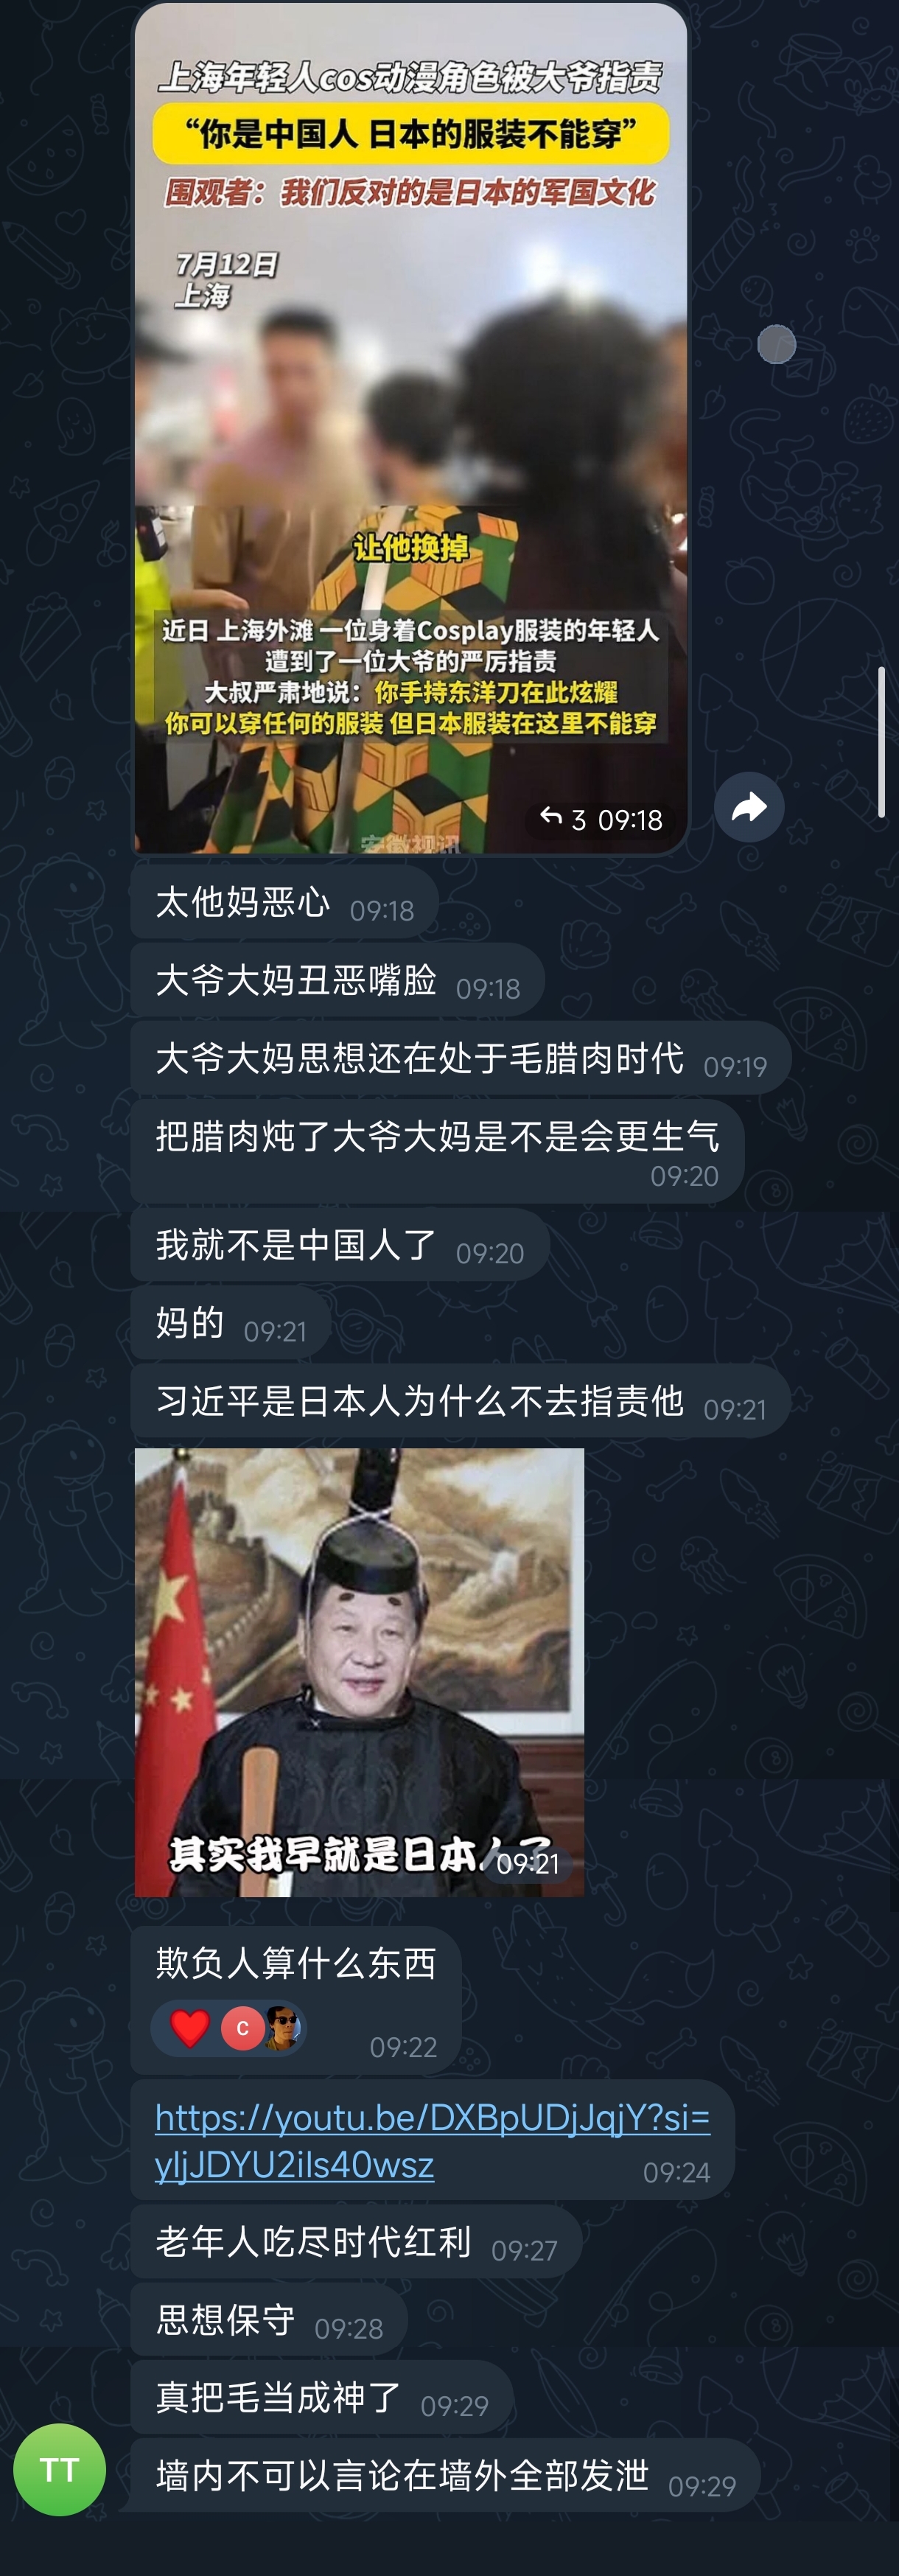 上海年轻人cos动漫角色被大爷指责
“你是中国人 日本的服装不能穿”
围观者：我们反对的是日本的军国文化
7月12日
上海
让他换掉
近日 上海外滩 一位身着Cosplay服装的年轻人
遭到了一位大爷的严厉指责
大叔严肃地说：你手持东洋刀在此炫耀
你可以穿任何的服装 但日本服装在这里不能穿
安徽视讯
3 09:18
太他妈恶心 09:18
大爷大妈丑恶嘴脸 09:18
大爷大妈思想还在处于毛腊肉时代 09:19
把腊肉炖了大爷大妈是不是会更生气
09:20
我就不是中国人了 09:20
妈的 09:21
习近平是日本人为什么不去指责他 09:21
其实我早就是日本人了
09:21
欺负人算什么东西
C
09:22
https://youtu.be/DXBpUDjJqjY?si=
yljJDYU2ils40wsz 09:24
老年人吃尽时代红利 09:27
思想保守 09:28
真把毛当成神了 09:29
TT
墙内不可以言论在墙外全部发泄 09:29